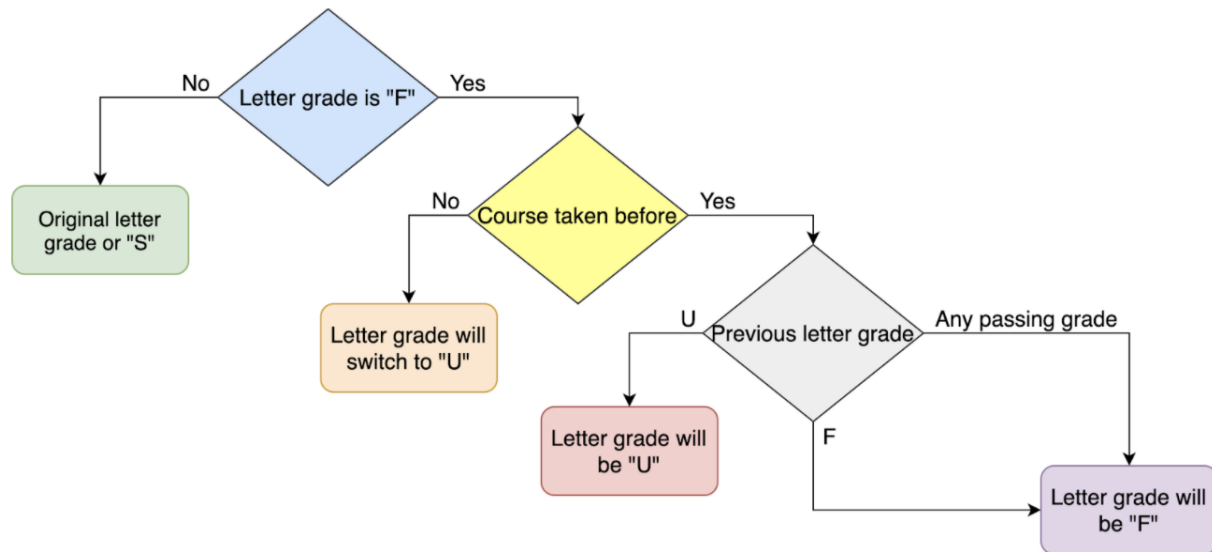 No
Letter grade is "F"
Yes
Original letter
grade or "S"
No
Course taken before
Yes
Letter grade will
switch to "U"
U
Previous letter grade
Any passing grade
Letter grade will
be "U"
F
Letter grade will
be "F"